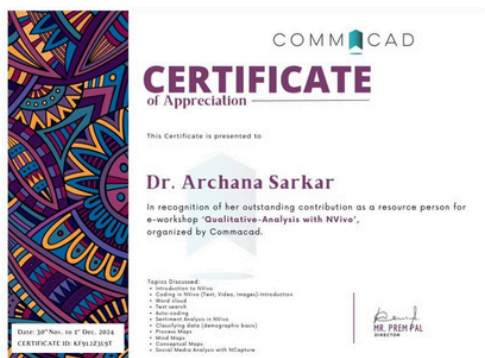 COMMACAD
CERTIFICATE
of Appreciation
This Certificate is presented to
Dr. Archana Sarkar
In recognition of her outstanding contribution as a resource person for
e-workshop 'Qualitative-Analysis with NVivo',
organized by Commacad.
Topics Discussed:
• Introduction to NVivo
• Coding in NVivo (Text, Video, Images)-Introduction
• Word cloud
• Text search
• Auto-coding
• Sentiment Analysis in NVivo
• Classifying data (demographic basis)
• Process Maps
• Mind Maps
• Conceptual Maps
• Social Media Analysis with NCapture
Date: 30th Nov. to 1st Dec. 2024
CERTIFICATE ID: KF912Z3L9T
MR. PREM PAL
DIRECTOR